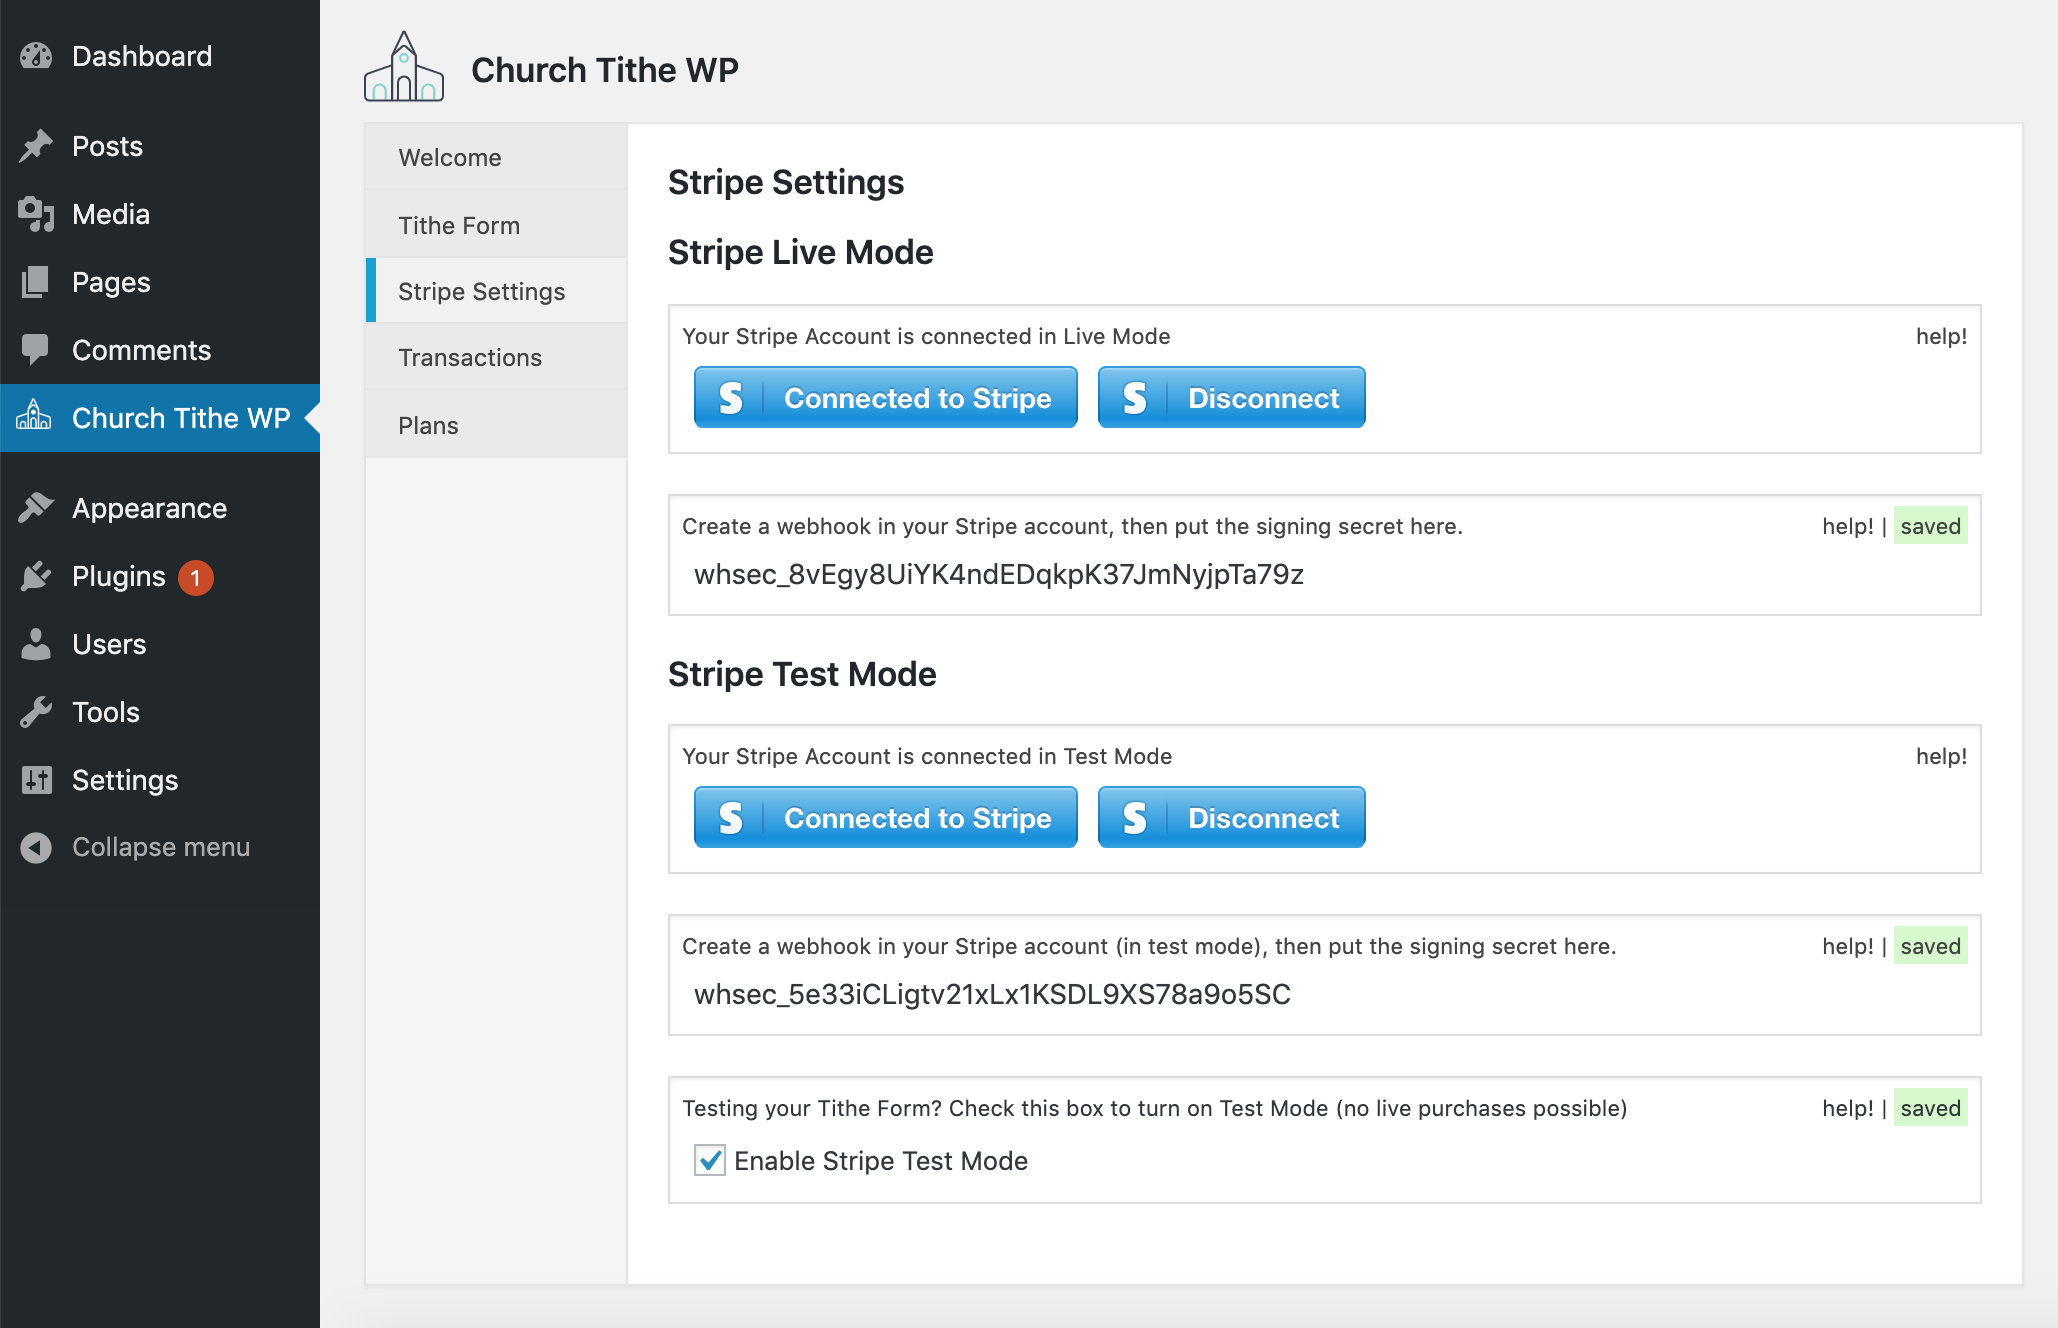 Dashboard
Posts
Media
Pages
Comments
Church Tithe WP
Appearance
Plugins 1
Users
Tools
Settings
Collapse menu
Church Tithe WP
Welcome
Tithe Form
Stripe Settings
Transactions
Plans
Stripe Settings
Stripe Live Mode
Your Stripe Account is connected in Live Mode help!
S Connected to Stripe S Disconnect
Create a webhook in your Stripe account, then put the signing secret here. help! | saved
whsec_8vEgy8UiYK4ndEDqkpK37JmNyjpTa79z
Stripe Test Mode
Your Stripe Account is connected in Test Mode help!
S Connected to Stripe S Disconnect
Create a webhook in your Stripe account (in test mode), then put the signing secret here. help! | saved
whsec_5e33iCLigtv21xLx1KSDL9XS78a9o5SC
Testing your Tithe Form? Check this box to turn on Test Mode (no live purchases possible) help! | saved
Enable Stripe Test Mode